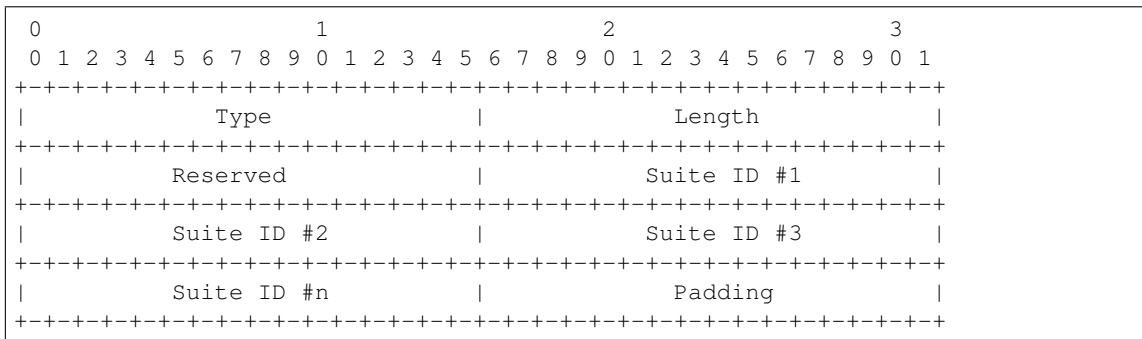 0                   1                   2                   3
 0 1 2 3 4 5 6 7 8 9 0 1 2 3 4 5 6 7 8 9 0 1 2 3 4 5 6 7 8 9 0 1
+-+-+-+-+-+-+-+-+-+-+-+-+-+-+-+-+-+-+-+-+-+-+-+-+-+-+-+-+-+-+-+-+
|             Type              |             Length            |
+-+-+-+-+-+-+-+-+-+-+-+-+-+-+-+-+-+-+-+-+-+-+-+-+-+-+-+-+-+-+-+-+
|          Reserved             |           Suite ID #1         |
+-+-+-+-+-+-+-+-+-+-+-+-+-+-+-+-+-+-+-+-+-+-+-+-+-+-+-+-+-+-+-+-+
|          Suite ID #2          |           Suite ID #3         |
+-+-+-+-+-+-+-+-+-+-+-+-+-+-+-+-+-+-+-+-+-+-+-+-+-+-+-+-+-+-+-+-+
|          Suite ID #n          |             Padding           |
+-+-+-+-+-+-+-+-+-+-+-+-+-+-+-+-+-+-+-+-+-+-+-+-+-+-+-+-+-+-+-+-+